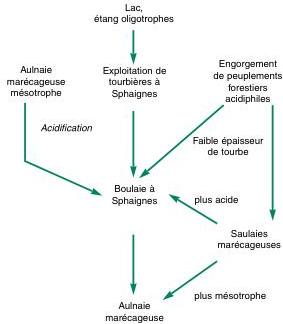 Lac,
étang oligotrophes
Aulnaie
marécageuse
mésotrophe
Exploitation de
tourbières à
Sphaignes
Engorgement
de peuplements
forestiers
acidiphiles
Acidification
Faible épaisseur
de tourbe
Boulaie à
Sphaignes
plus acide
Saulaies
marécageuses
plus mésotrophe
Aulnaie
marécageuse